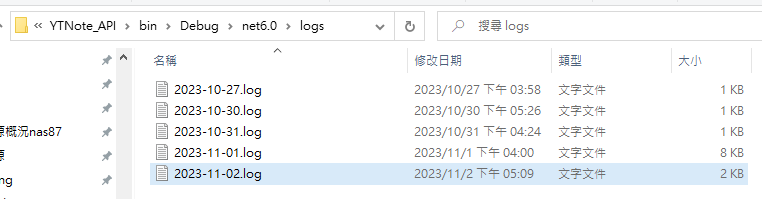 « YTNote_API › bin › Debug › net6.0 › logs
搜尋 logs
名稱 修改日期 類型 大小
2023-10-27.log 2023/10/27 下午 03:58 文字文件 1 KB
2023-10-30.log 2023/10/30 下午 05:26 文字文件 1 KB
原概況nas87 2023-10-31.log 2023/10/31 下午 04:24 文字文件 1 KB
原 2023-11-01.log 2023/11/1 下午 04:00 文字文件 8 KB
ng 2023-11-02.log 2023/11/2 下午 05:09 文字文件 2 KB